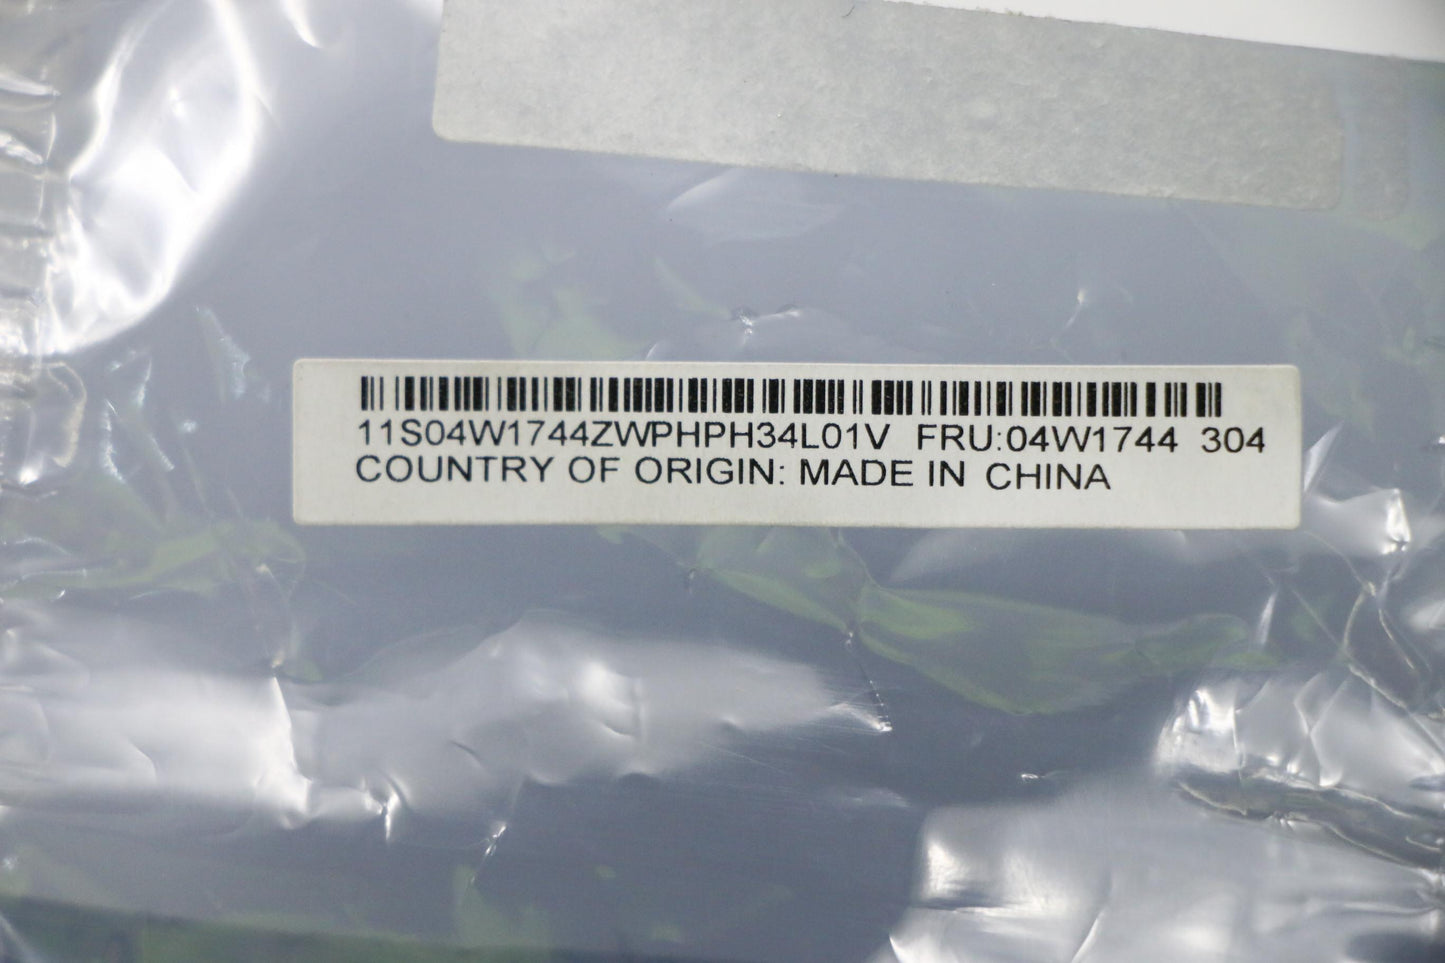 11S04W1744ZWPHPH34L01V FRU:04W1744 304
COUNTRY OF ORIGIN: MADE IN CHINA